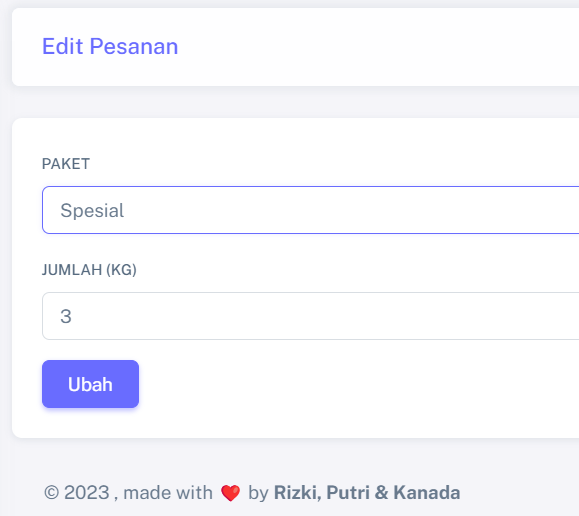 Edit Pesanan
PAKET
Spesial
JUMLAH (KG)
3
Ubah
© 2023 , made with ❤️ by Rizki, Putri & Kanada